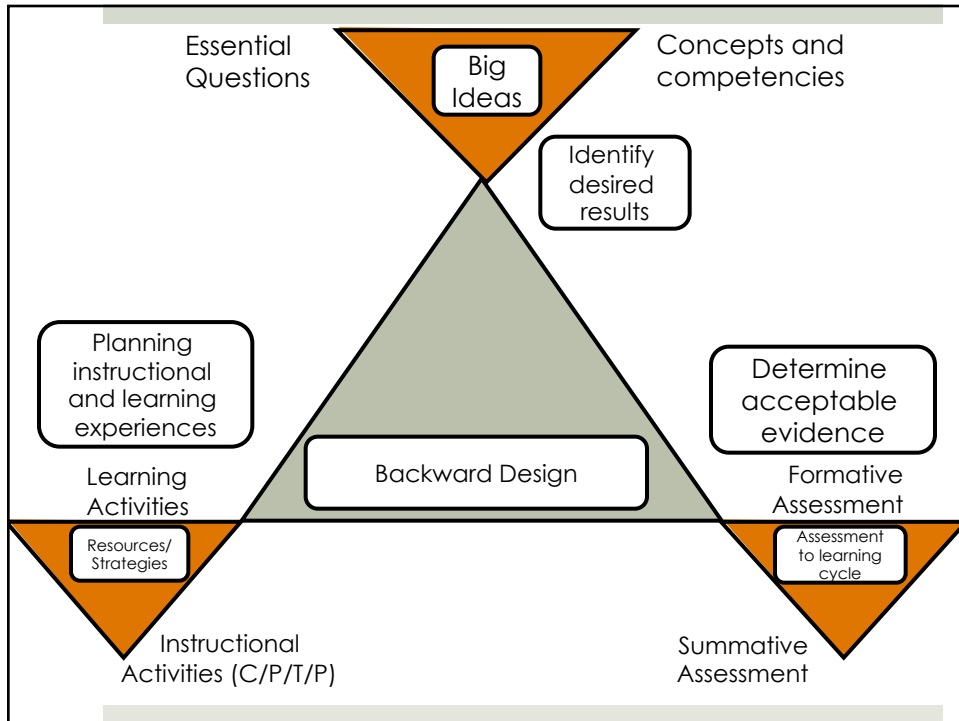 Essential
Questions
Big
Ideas
Concepts and
competencies
Identify
desired
results
Planning
instructional
and learning
experiences
Determine
acceptable
evidence
Backward Design
Learning
Activities
Resources/
Strategies
Instructional
Activities (C/P/T/P)
Formative
Assessment
Assessment
to learning
cycle
Summative
Assessment